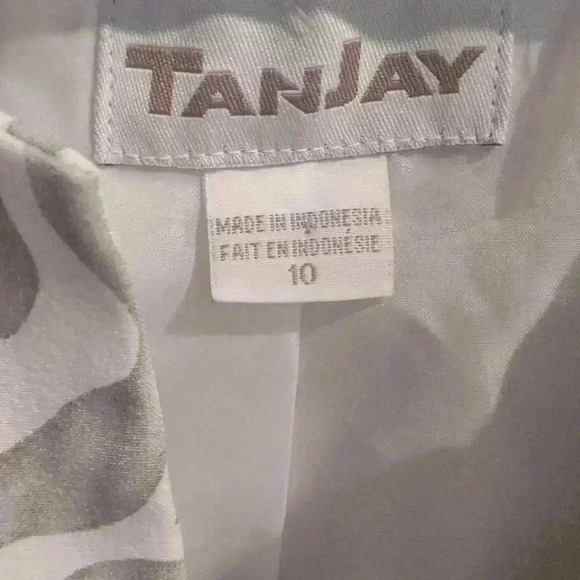 TANJAY
MADE IN INDONESIA
FAIT EN INDONÉSIE
10